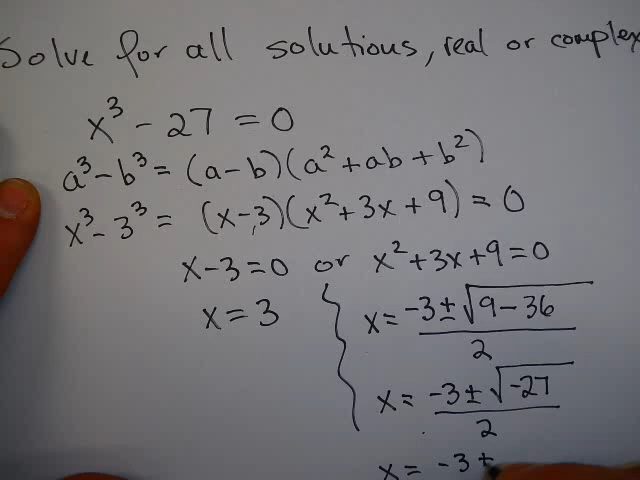 Solve for all solutions, real or complex
x³ - 27 = 0
a³ - b³ = (a - b)(a² + ab + b²)
x³ - 3³ = (x - 3)(x² + 3x + 9) = 0
x - 3 = 0 or x² + 3x + 9 = 0
x = 3
x = (-3 ± √(9 - 36)) / 2
x = (-3 ± √(-27)) / 2
x = -3 ±